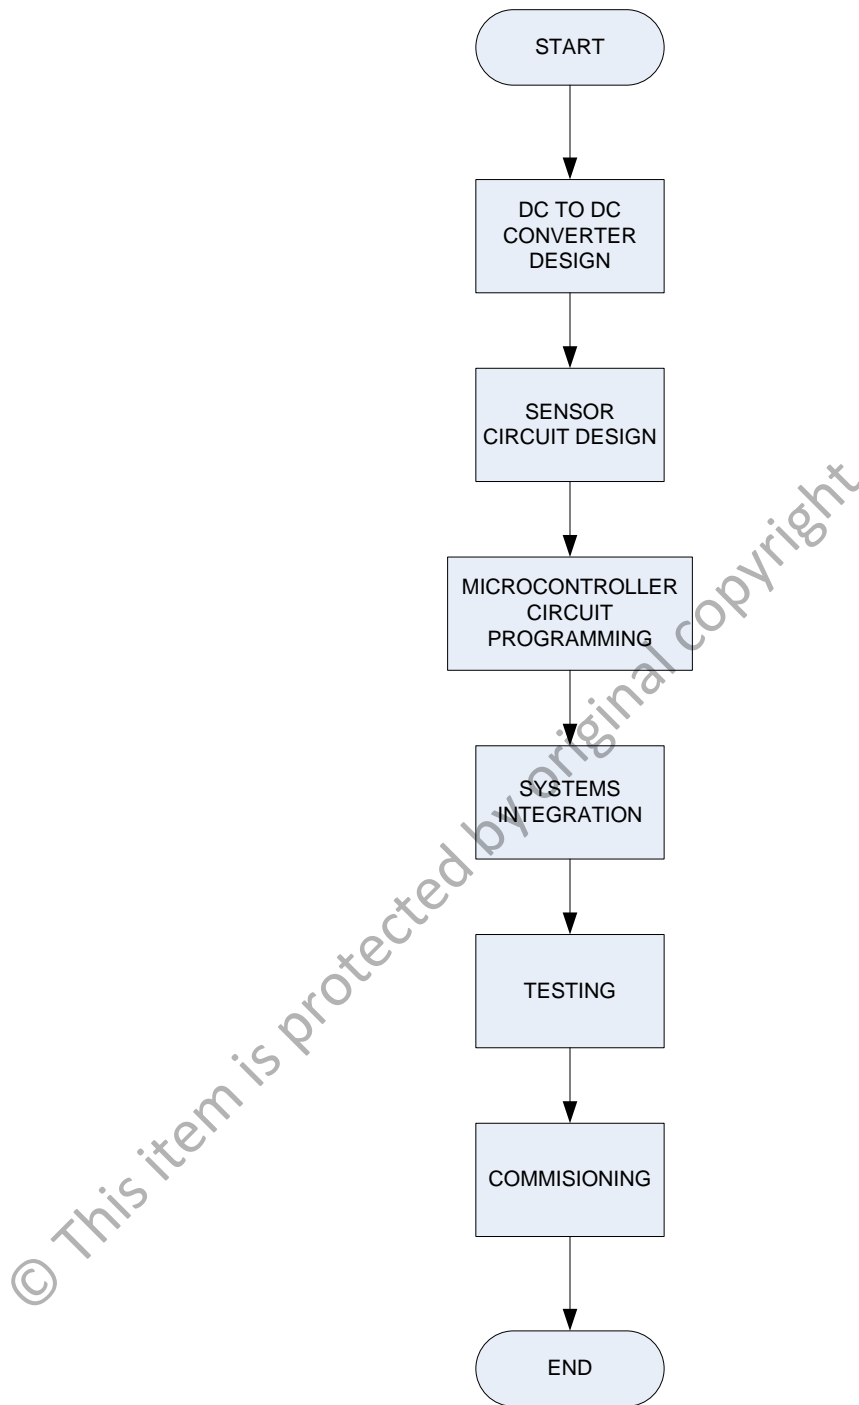 START
DC TO DC
CONVERTER
DESIGN
SENSOR
CIRCUIT DESIGN
MICROCONTROLLER
CIRCUIT
PROGRAMMING
SYSTEMS
INTEGRATION
TESTING
COMMISIONING
END
© This item is protected by original copyright